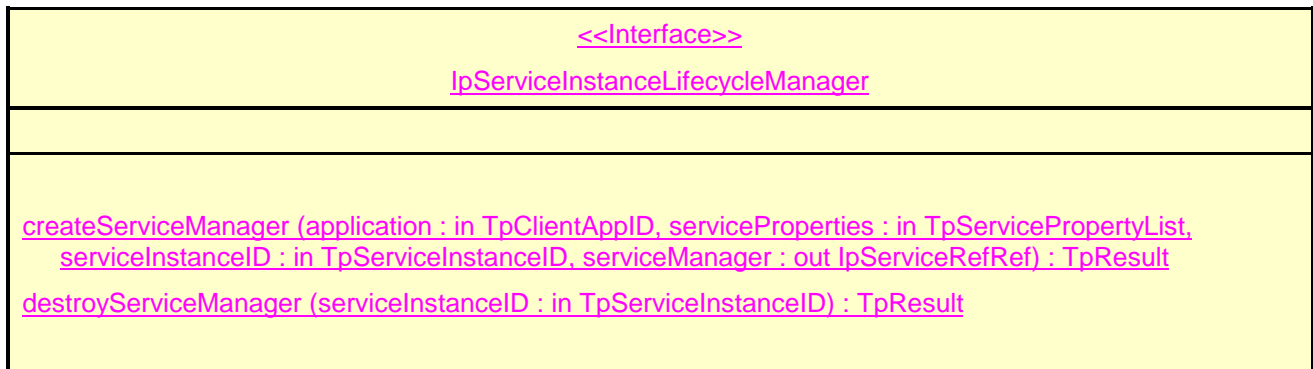 <<Interface>>
IpServiceInstanceLifecycleManager
createServiceManager (application : in TpClientAppID, serviceProperties : in TpServicePropertyList,
serviceInstanceID : in TpServiceInstanceID, serviceManager : out IpServiceRefRef) : TpResult
destroyServiceManager (serviceInstanceID : in TpServiceInstanceID) : TpResult